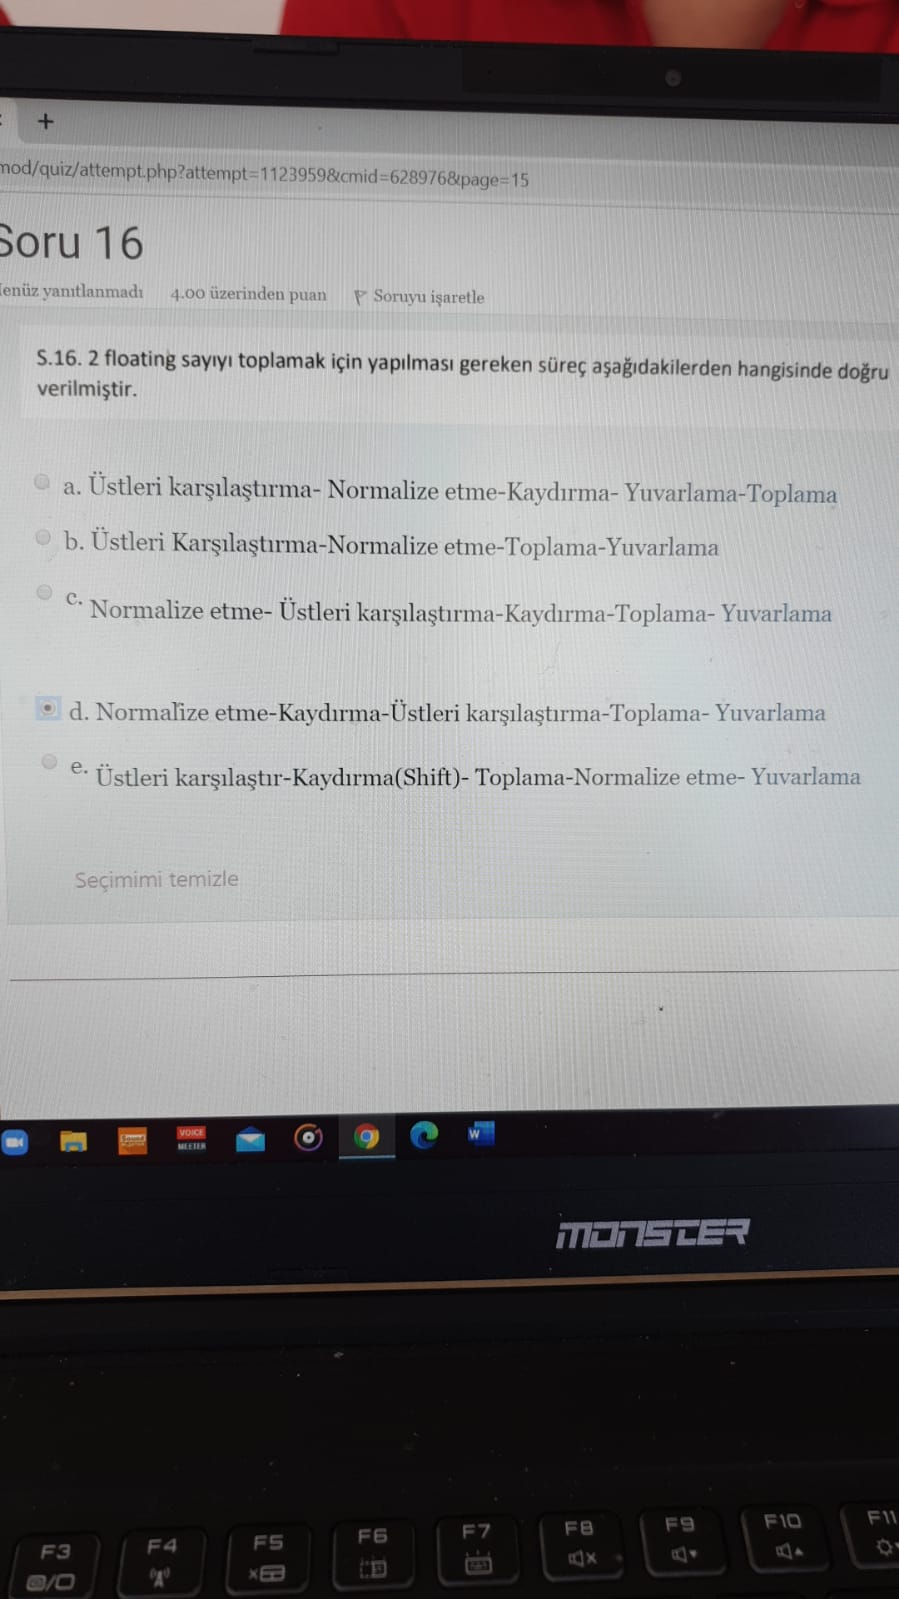 +
mod/quiz/attempt.php?attempt=1123959&cmid=628976&page=15
Soru 16
Henüz yanıtlanmadı 4.00 üzerinden puan Soruyu işaretle
S.16. 2 floating sayıyı toplamak için yapılması gereken süreç aşağıdakilerden hangisinde doğru
verilmiştir.
a. Üstleri karşılaştırma- Normalize etme-Kaydırma- Yuvarlama-Toplama
b. Üstleri Karşılaştırma-Normalize etme-Toplama-Yuvarlama
c. Normalize etme- Üstleri karşılaştırma-Kaydırma-Toplama- Yuvarlama
d. Normalize etme-Kaydırma-Üstleri karşılaştırma-Toplama- Yuvarlama
e. Üstleri karşılaştır-Kaydırma(Shift)- Toplama-Normalize etme- Yuvarlama
Seçimimi temizle
VOICE
MEETER
W
MONSTER
F3 F4 F5 F6 F7 F8 F9 F10 F11